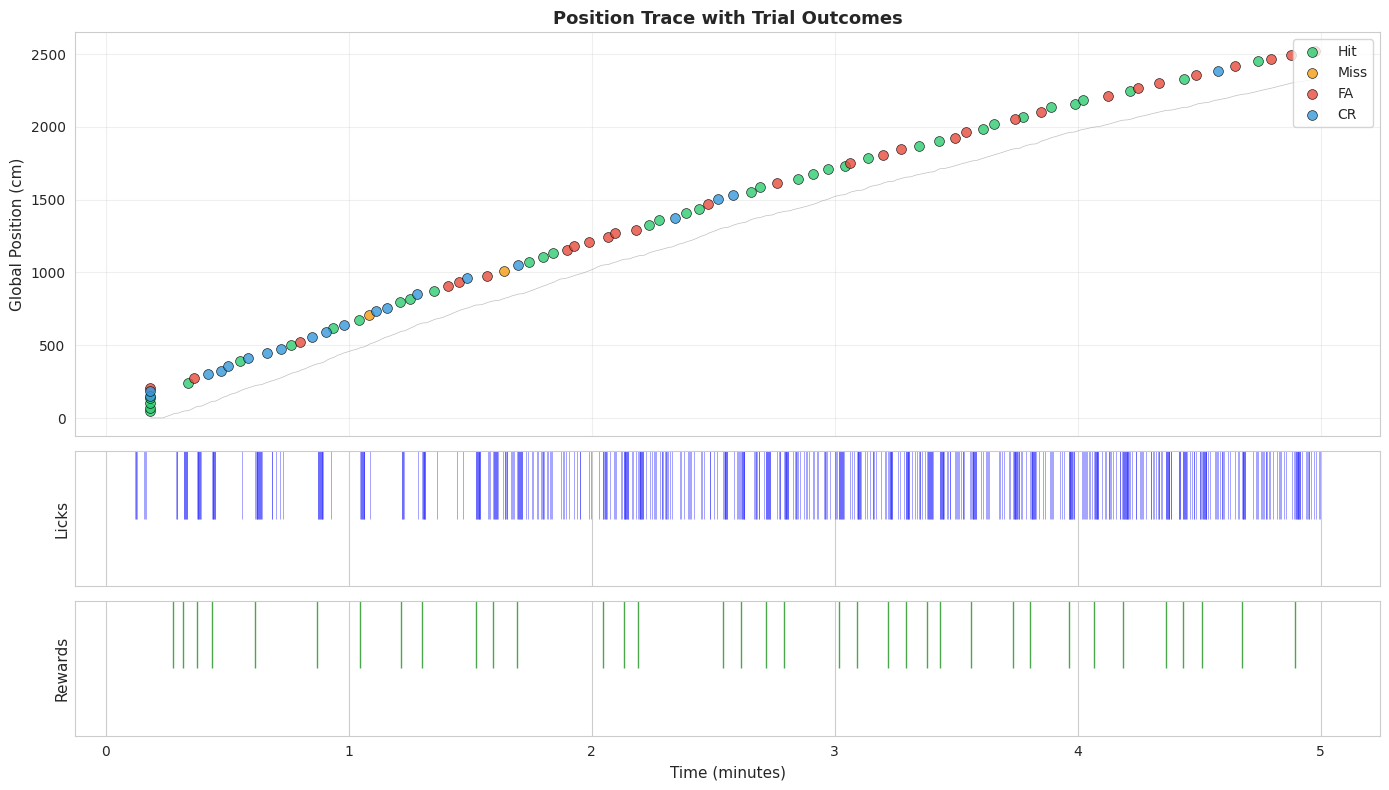 Position Trace with Trial Outcomes
Global Position (cm)
2500
2000
1500
1000
500
0
Hit
Miss
FA
CR
Licks
Rewards
0 1 2 3 4 5
Time (minutes)